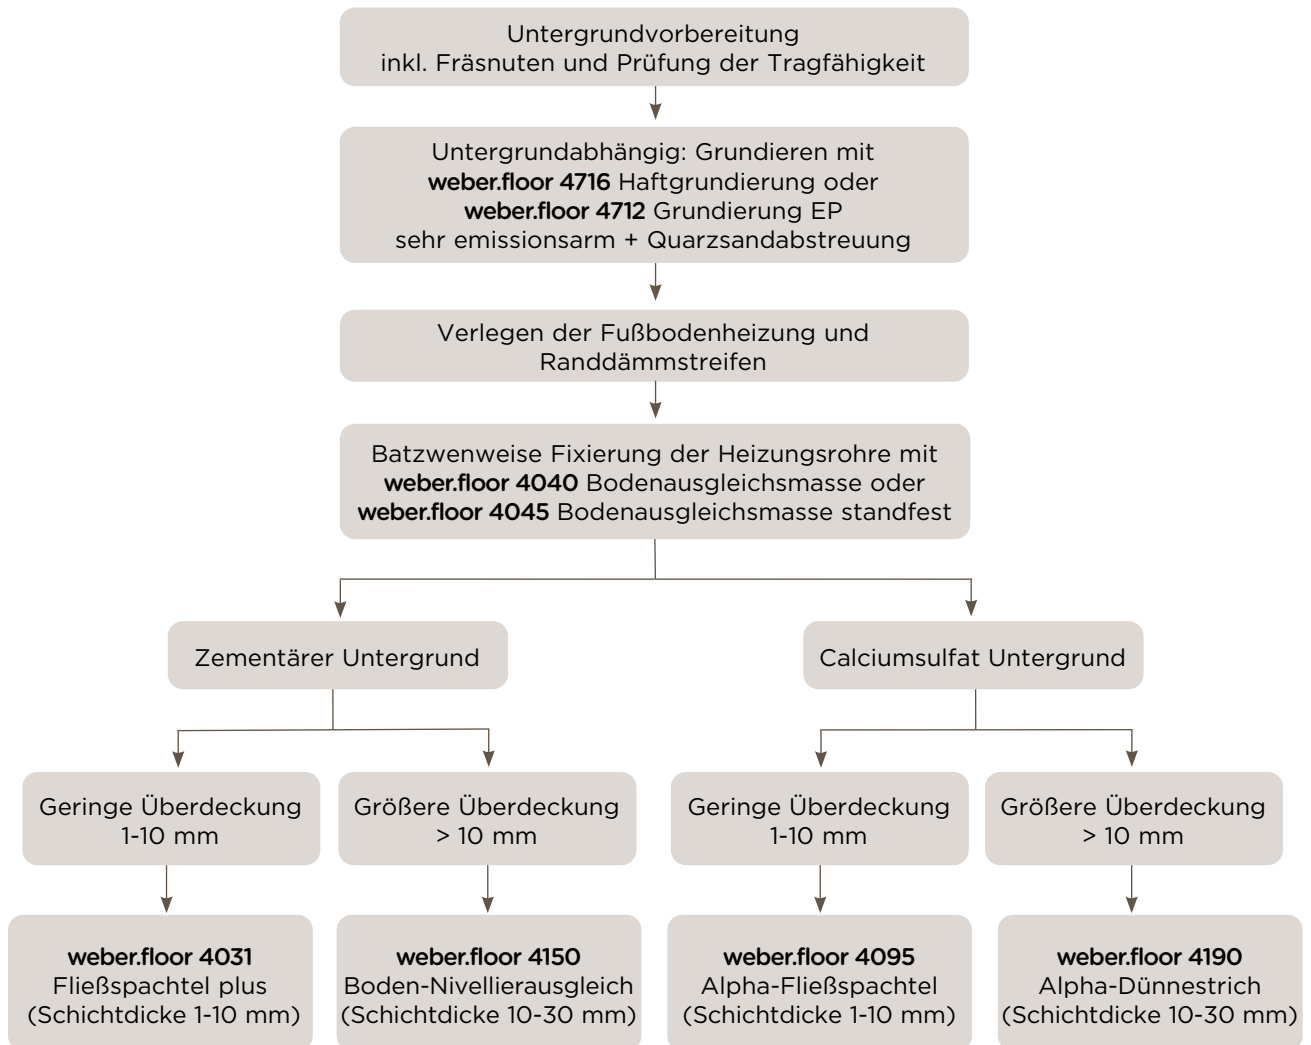 Untergrundvorbereitung
inkl. Fräsnuten und Prüfung der Tragfähigkeit
Untergrundabhängig: Grundieren mit
weber.floor 4716 Haftgrundierung oder
weber.floor 4712 Grundierung EP
sehr emissionsarm + Quarzsandabstreuung
Verlegen der Fußbodenheizung und
Randdämmstreifen
Batzwenweise Fixierung der Heizungsrohre mit
weber.floor 4040 Bodenausgleichsmasse oder
weber.floor 4045 Bodenausgleichsmasse standfest
Zementärer Untergrund
Calciumsulfat Untergrund
Geringe Überdeckung
1-10 mm
Größere Überdeckung
> 10 mm
Geringe Überdeckung
1-10 mm
Größere Überdeckung
> 10 mm
weber.floor 4031
Fließspachtel plus
(Schichtdicke 1-10 mm)
weber.floor 4150
Boden-Nivellierausgleich
(Schichtdicke 10-30 mm)
weber.floor 4095
Alpha-Fließspachtel
(Schichtdicke 1-10 mm)
weber.floor 4190
Alpha-Dünnestrich
(Schichtdicke 10-30 mm)